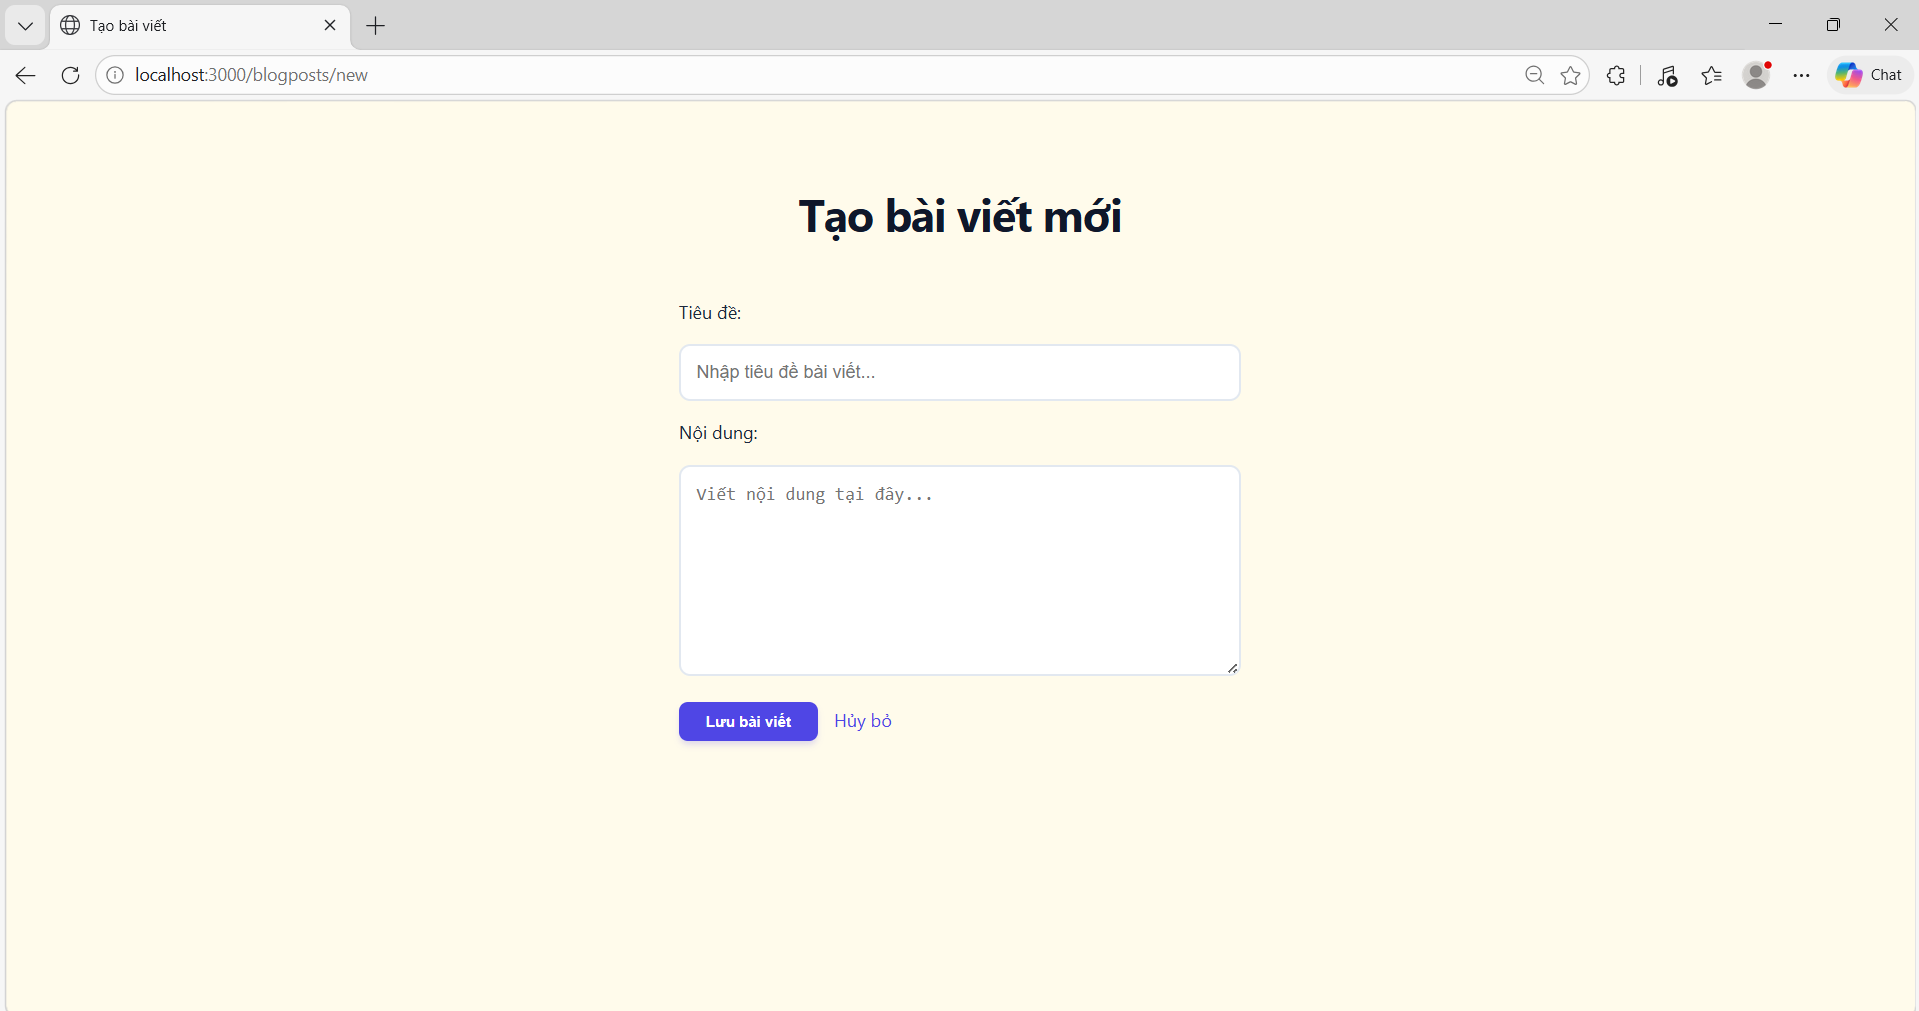 Tạo bài viết
localhost:3000/blogposts/new
Chat
Tạo bài viết mới
Tiêu đề:
Nhập tiêu đề bài viết...
Nội dung:
Viết nội dung tại đây...
Lưu bài viết Hủy bỏ